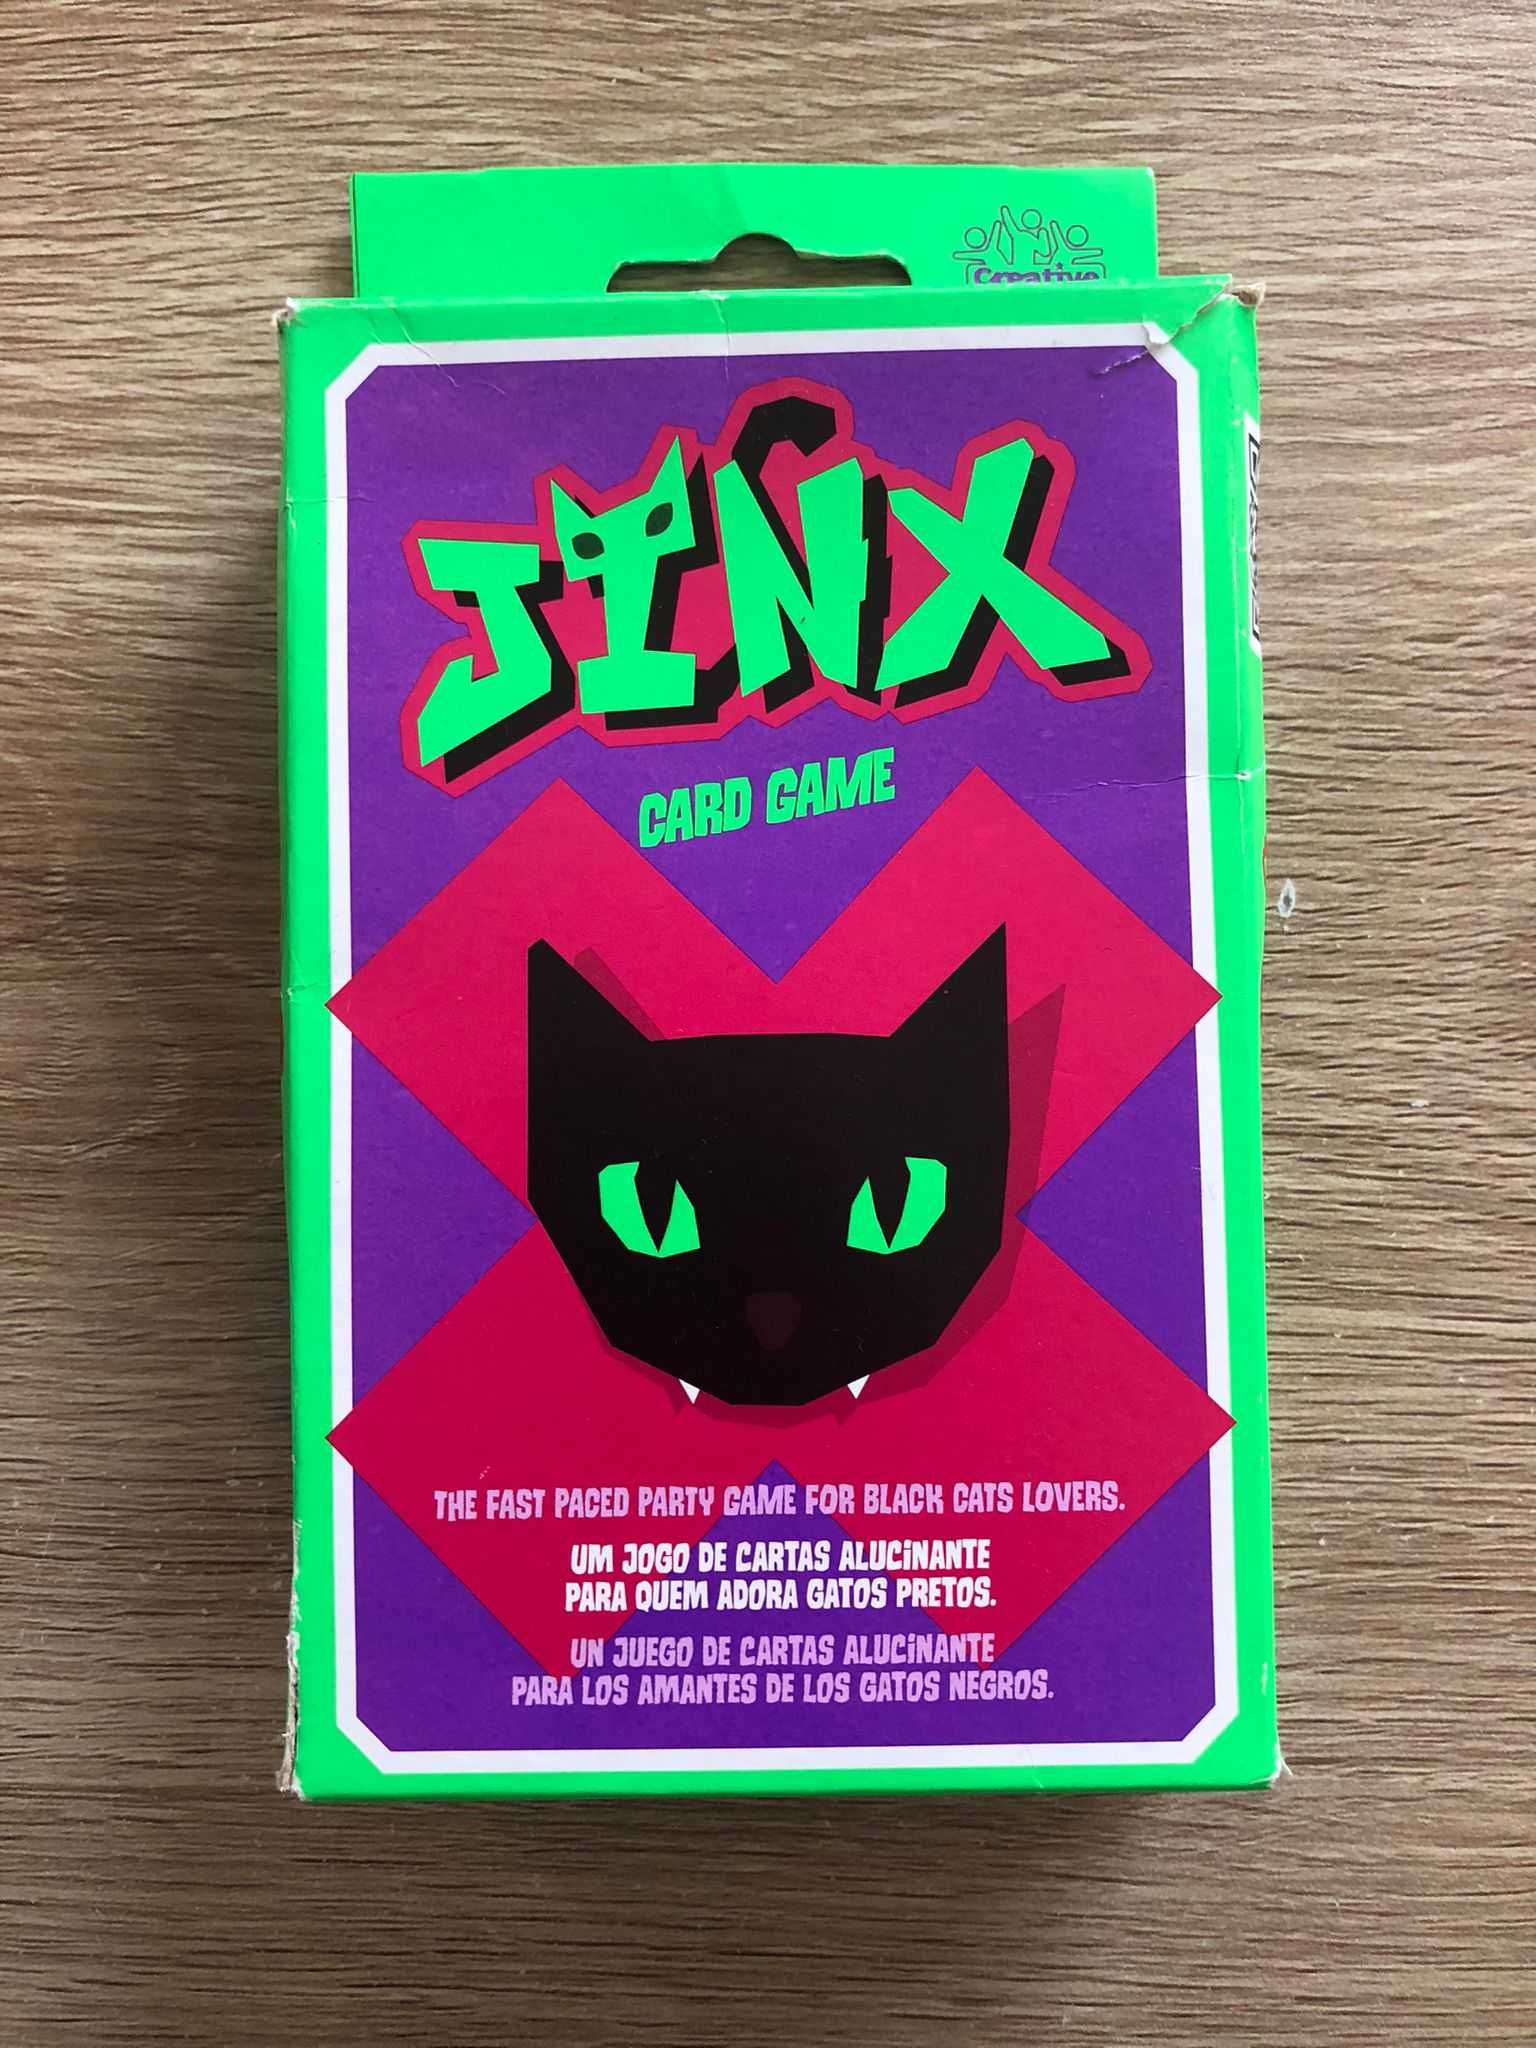 Creative
JINX
CARD GAME
THE FAST PACED PARTY GAME FOR BLACK CATS LOVERS.
UM JOGO DE CARTAS ALUCINANTE
PARA QUEM ADORA GATOS PRETOS.
UN JUEGO DE CARTAS ALUCINANTE
PARA LOS AMANTES DE LOS GATOS NEGROS.